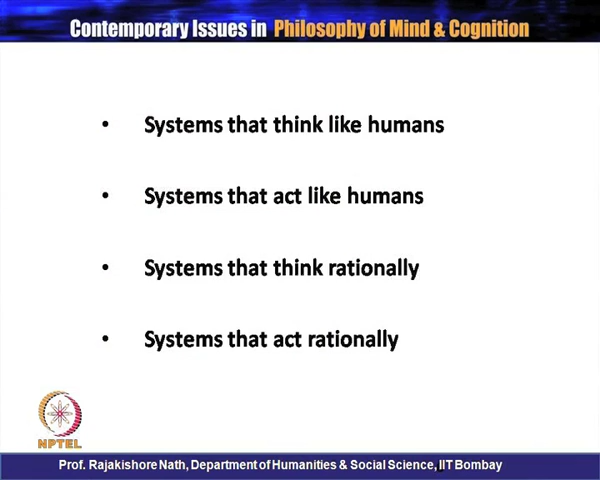 Contemporary Issues in Philosophy of Mind & Cognition
• Systems that think like humans
• Systems that act like humans
• Systems that think rationally
• Systems that act rationally
NPTEL
Prof. Rajakishore Nath, Department of Humanities & Social Science, IIT Bombay